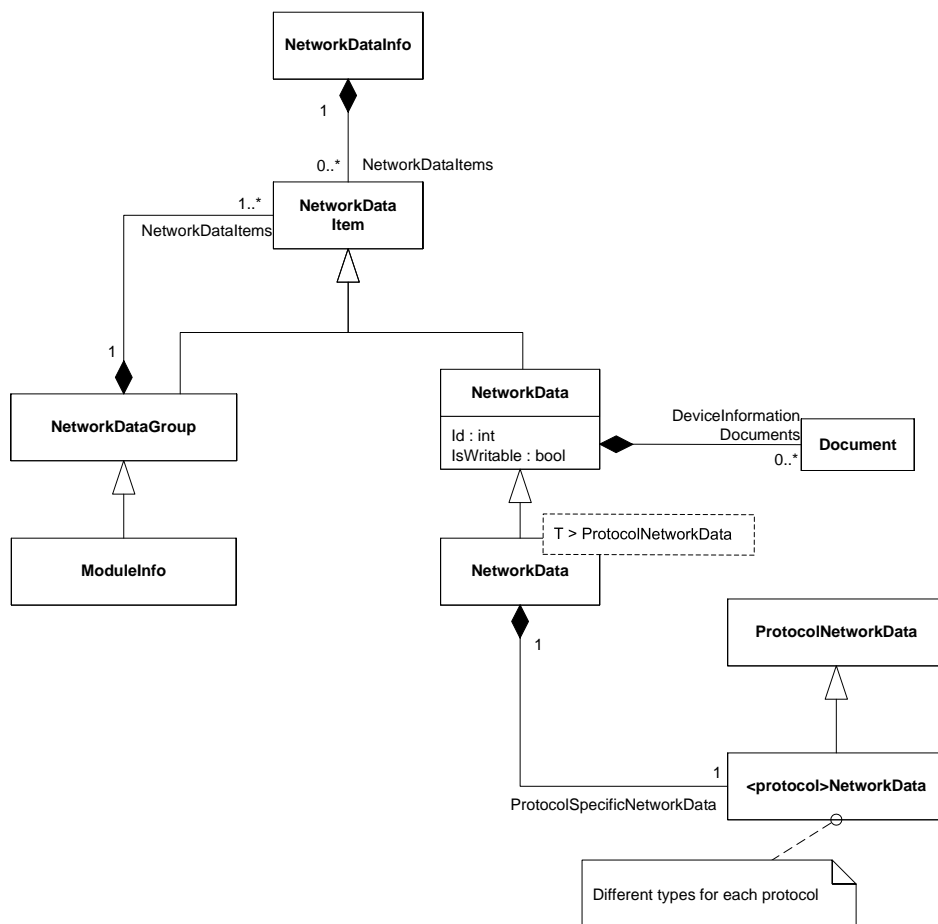 NetworkDataInfo
1
0..*
NetworkDataItems
1..*
NetworkData
Item
NetworkDataItems
1
NetworkDataGroup
NetworkData
Id : int
IsWritable : bool
DeviceInformation
Documents
0..*
Document
T > ProtocolNetworkData
ModuleInfo
NetworkData
1
ProtocolNetworkData
1
<protocol>NetworkData
ProtocolSpecificNetworkData
Different types for each protocol